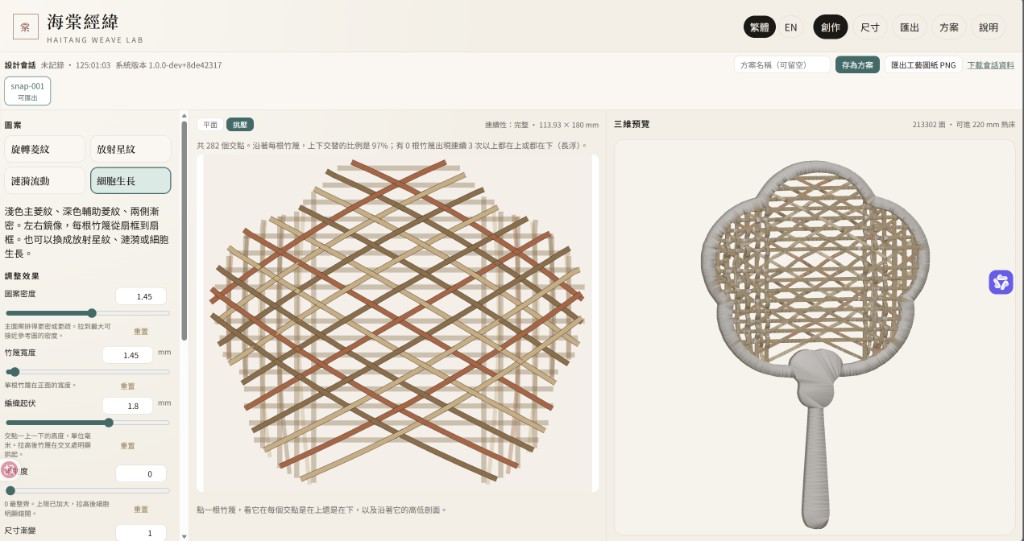 棠
海棠經緯
HAITANG WEAVE LAB
繁體
EN
創作
尺寸
匯出
方案
說明
設計會話 未記錄 · 125:01:03 系統版本 1.0.0-dev+8de42317
方案名稱（可留空）
存為方案
匯出工藝圖紙 PNG
下載會話資料
snap-001
可匯出
圖案
旋轉菱紋
放射星紋
漣漪流動
細胞生長
淺色主菱紋、深色輔助菱紋、兩側漸
密。左右鏡像，每根竹篾從扇框到扇
框。也可以換成放射星紋、漣漪或細胞
生長。
調整效果
圖案密度
1.45
主圖案排得更密或更疏。拉到最大可
接近參考圖的密度。
重置
竹篾寬度
1.45
mm
單根竹篾在正面的寬度。
重置
編織起伏
1.8
mm
交點一上一下的高度，單位毫
米。拉高後竹篾在交叉處明顯
拱起。
重置
度
0
0 最整齊。上限已加大，拉高後細胞
明顯錯開。
重置
尺寸漸變
1
平面
挑壓
連續性：完整 · 113.93 × 180 mm
共 282 個交點。沿著每根竹篾，上下交替的比例是 97%；有 0 根竹篾出現連續 3 次以上都在上或都在下（長浮）。
點一根竹篾，看它在每個交點是在上還是在下，以及沿著它的高低剖面。
三維預覽
213302 面 · 可進 220 mm 熱床